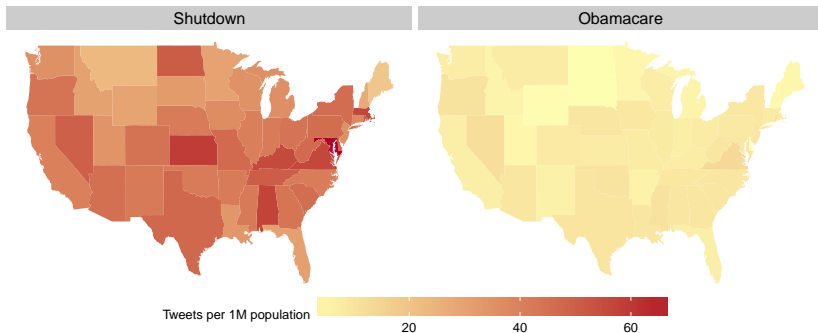 Shutdown
Obamacare
Tweets per 1M population
20
40
60